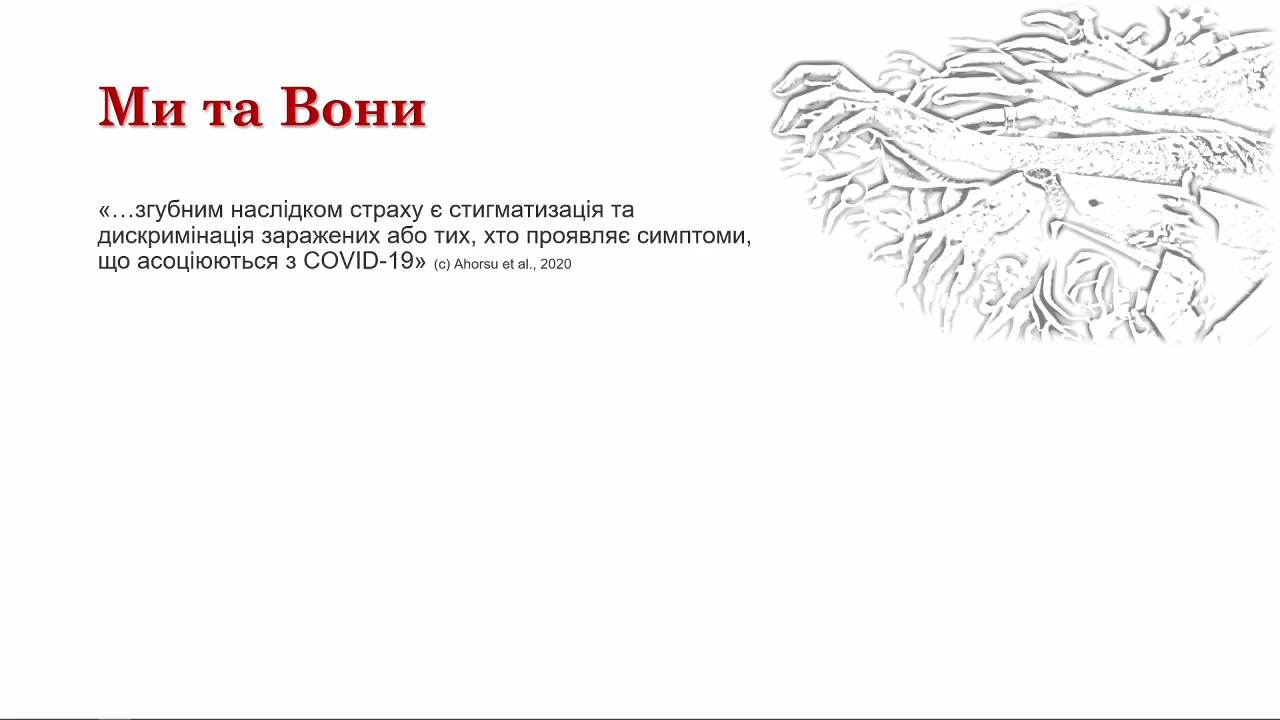 Ми та Вони
«…згубним наслідком страху є стигматизація та
дискримінація заражених або тих, хто проявляє симптоми,
що асоціюються з COVID-19» (c) Ahorsu et al., 2020